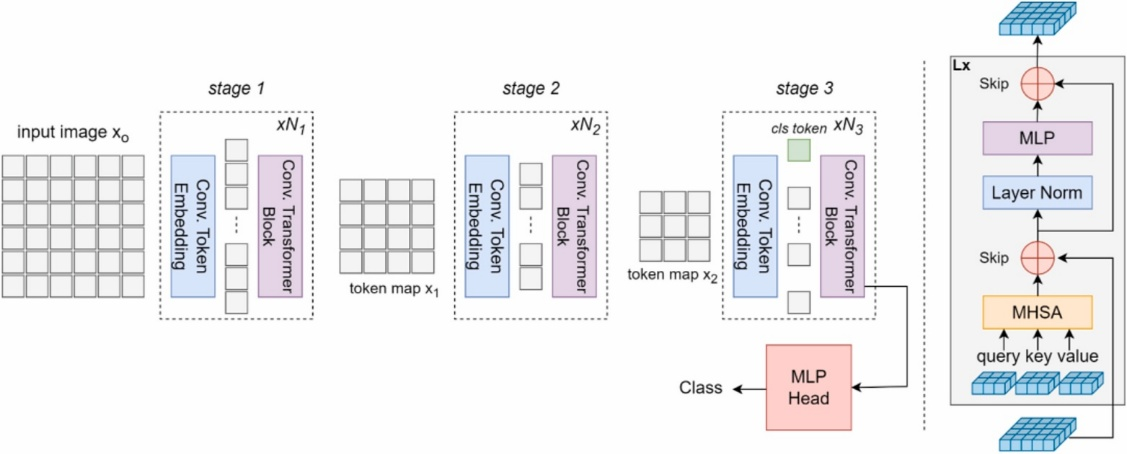 input image x₀
stage 1
xN₁
Conv. Token
Embedding
Conv. Transformer
Block
token map x₁
stage 2
xN₂
Conv. Token
Embedding
Conv. Transformer
Block
token map x₂
stage 3
cls token
xN₃
Conv. Token
Embedding
Conv. Transformer
Block
MLP
Head
Class
Lx
Skip
MLP
Layer Norm
Skip
MHSA
query key value